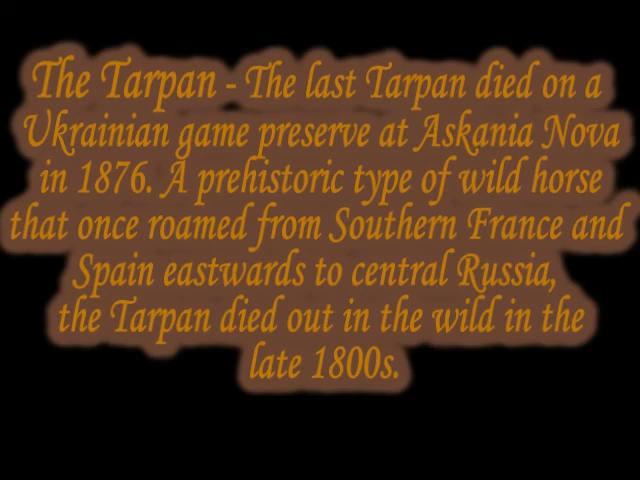 The Tarpan - The last Tarpan died on a
Ukrainian game preserve at Askania Nova
in 1876. A prehistoric type of wild horse
that once roamed from Southern France and
Spain eastwards to central Russia,
the Tarpan died out in the wild in the
late 1800s.